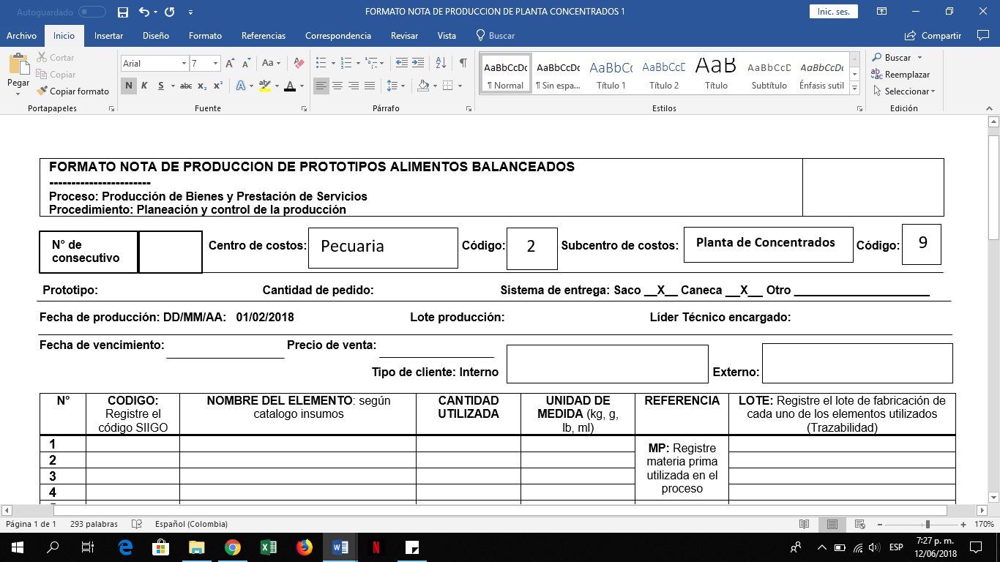 Autoguardado
FORMATO NOTA DE PRODUCCION DE PLANTA CONCENTRADOS 1
Inic. ses.
Archivo Inicio Insertar Diseño Formato Referencias Correspondencia Revisar Vista Buscar Compartir
Pegar
Cortar
Copiar
Copiar formato
Portapapeles
Arial 7
N K S abc x₂ x²
Fuente
Párrafo
AaBbCcDc AaBbCcDc AaBbCc AaBbCcD AaB AaBbCcD AaBbCcDc
¶ Normal ¶ Sin espa... Título 1 Título 2 Título Subtítulo Énfasis sutil
Estilos
Buscar
Reemplazar
Seleccionar
Edición
FORMATO NOTA DE PRODUCCION DE PROTOTIPOS ALIMENTOS BALANCEADOS
-----------------------
Proceso: Producción de Bienes y Prestación de Servicios
Procedimiento: Planeación y control de la producción
N° de
consecutivo
Centro de costos: Pecuaria Código: 2 Subcentro de costos: Planta de Concentrados Código: 9
Prototipo: Cantidad de pedido: Sistema de entrega: Saco __X__ Caneca __X__ Otro ____________________
Fecha de producción: DD/MM/AA: 01/02/2018 Lote producción: Líder Técnico encargado:
Fecha de vencimiento: Precio de venta:
Tipo de cliente: Interno Externo:
N°
CODIGO:
Registre el
código SIIGO
NOMBRE DEL ELEMENTO: según
catalogo insumos
CANTIDAD
UTILIZADA
UNIDAD DE
MEDIDA (kg, g,
lb, ml)
REFERENCIA
LOTE: Registre el lote de fabricación de
cada uno de los elementos utilizados
(Trazabilidad)
1
2
3
4
MP: Registre
materia prima
utilizada en el
proceso
Página 1 de 1 293 palabras Español (Colombia) 170%
ESP
7:27 p. m.
12/06/2018